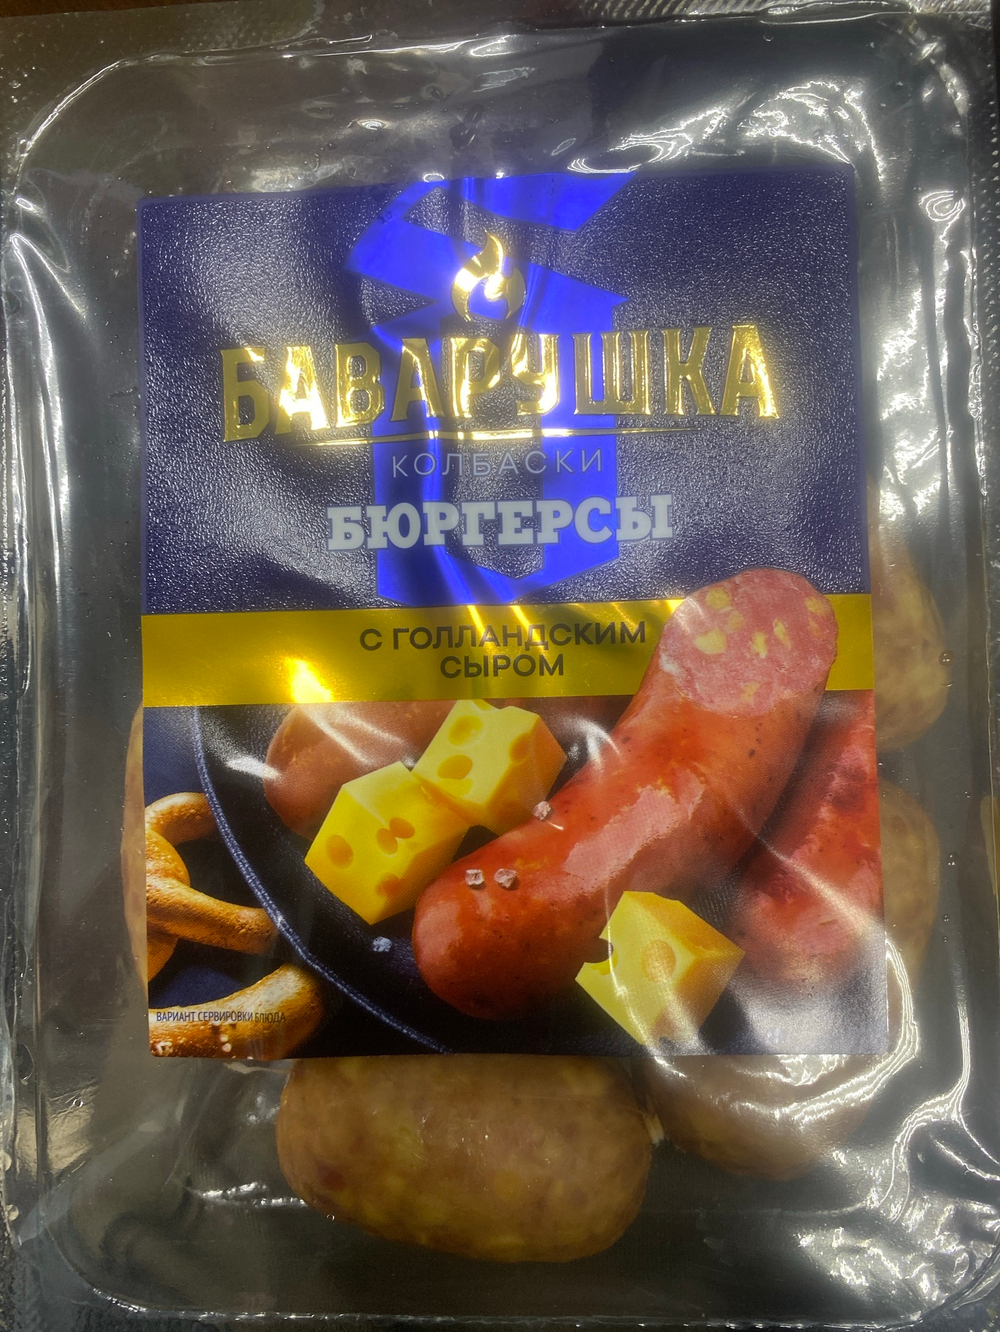 БАВАРУШКА
КОЛБАСКИ
БЮРГЕРСЫ
С ГОЛЛАНДСКИМ
СЫРОМ
ВАРИАНТ СЕРВИРОВКИ БЛЮДА